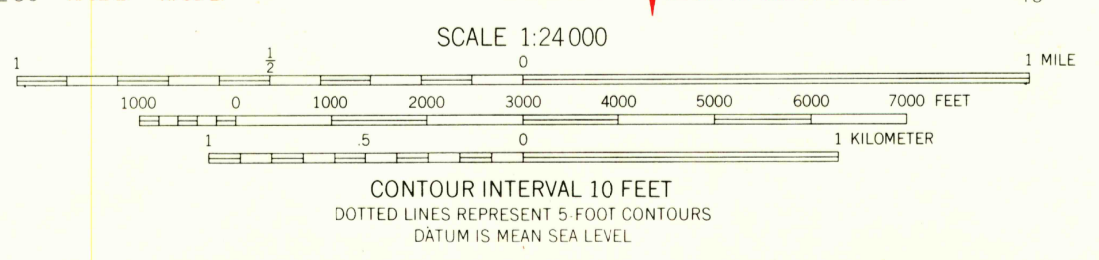 SCALE 1:24 000
1 1/2 0 1 MILE
1000 0 1000 2000 3000 4000 5000 6000 7000 FEET
1 .5 0 1 KILOMETER
CONTOUR INTERVAL 10 FEET
DOTTED LINES REPRESENT 5-FOOT CONTOURS
DATUM IS MEAN SEA LEVEL